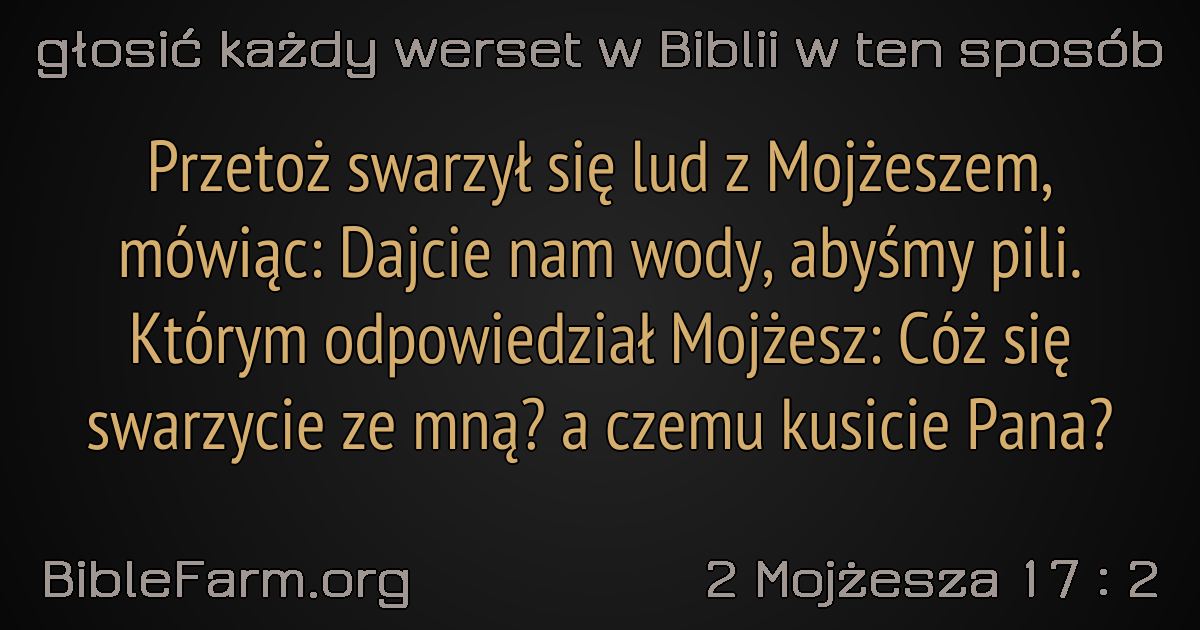 głosić każdy werset w Biblii w ten sposób
Przetoż swarzył się lud z Mojżeszem,
mówiąc: Dajcie nam wody, abyśmy pili.
Którym odpowiedział Mojżesz: Cóż się
swarzycie ze mną? a czemu kusicie Pana?
BibleFarm.org
2 Mojżesza 17 : 2